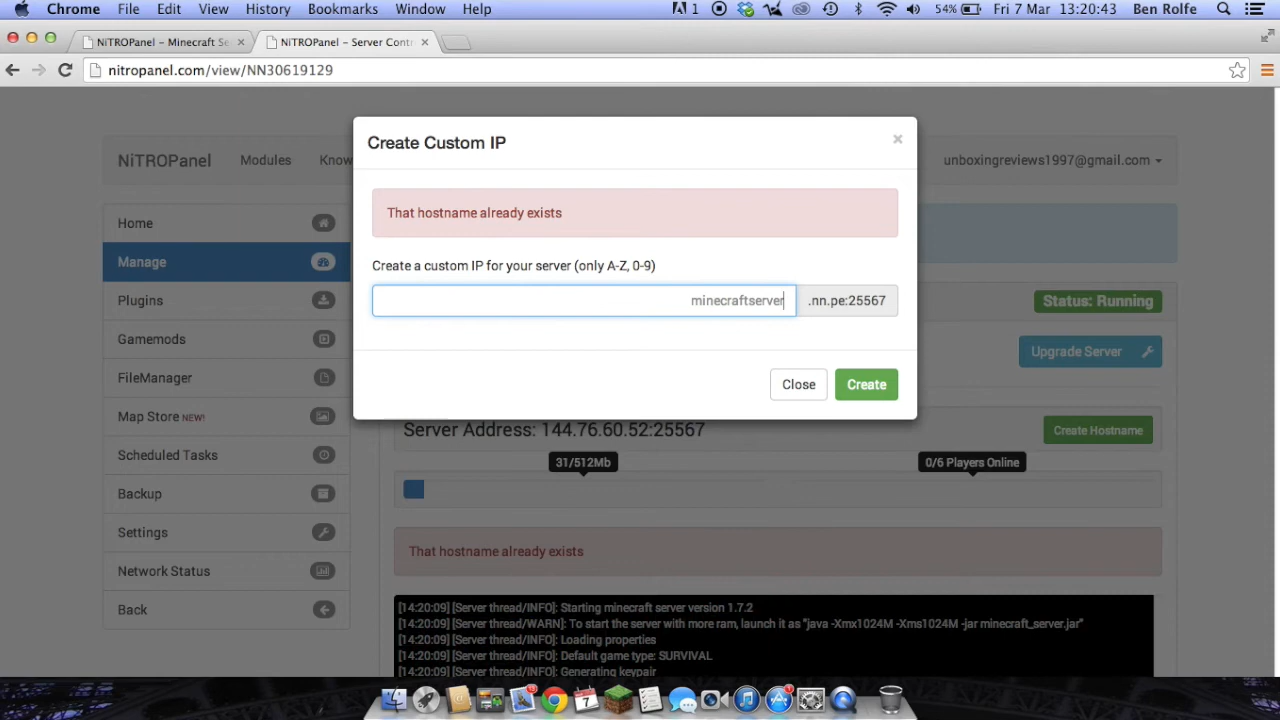 Chrome File Edit View History Bookmarks Window Help 1 54% Fri 7 Mar 13:20:43 Ben Rolfe
NiTROPanel – Minecraft Se × NiTROPanel – Server Contr ×
nitropanel.com/view/NN30619129
NiTROPanel Modules Know unboxingreviews1997@gmail.com
Create Custom IP ×
That hostname already exists
Create a custom IP for your server (only A-Z, 0-9)
minecraftserver .nn.pe:25567
Close Create
Home
Manage
Plugins
Gamemods
FileManager
Map Store NEW!
Scheduled Tasks
Backup
Settings
Network Status
Back
Status: Running
Upgrade Server
Server Address: 144.76.60.52:25567 Create Hostname
31/512Mb 0/6 Players Online
That hostname already exists
[14:20:09] [Server thread/INFO]: Starting minecraft server version 1.7.2
[14:20:09] [Server thread/WARN]: To start the server with more ram, launch it as "java -Xmx1024M -Xms1024M -jar minecraft_server.jar"
[14:20:09] [Server thread/INFO]: Loading properties
[14:20:09] [Server thread/INFO]: Default game type: SURVIVAL
[14:20:09] [Server thread/INFO]: Generating keypair